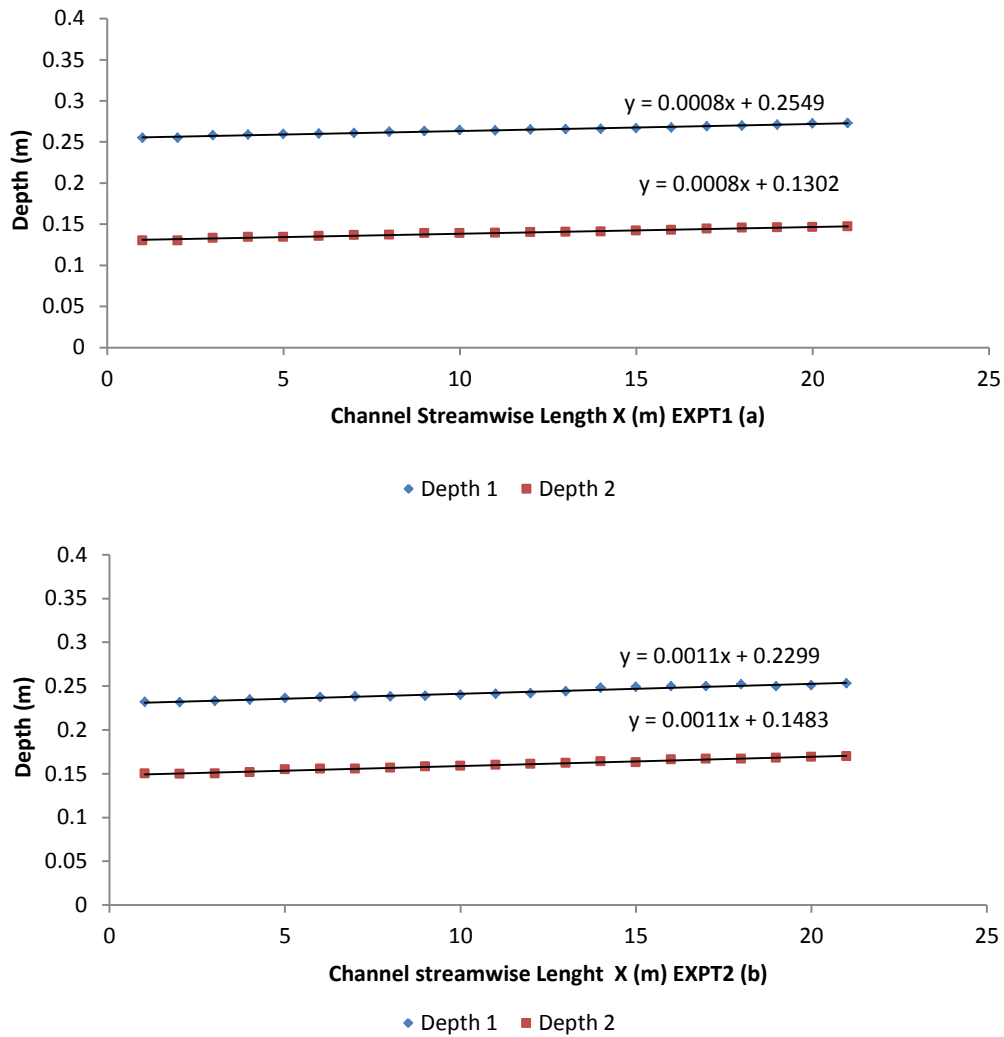 0.4
0.35
0.3
0.25
0.2
0.15
0.1
0.05
0
Depth (m)
y = 0.0008x + 0.2549
y = 0.0008x + 0.1302
0 5 10 15 20 25
Channel Streamwise Length X (m) EXPT1 (a)
Depth 1 Depth 2
0.4
0.35
0.3
0.25
0.2
0.15
0.1
0.05
0
Depth (m)
y = 0.0011x + 0.2299
y = 0.0011x + 0.1483
0 5 10 15 20 25
Channel streamwise Lenght X (m) EXPT2 (b)
Depth 1 Depth 2